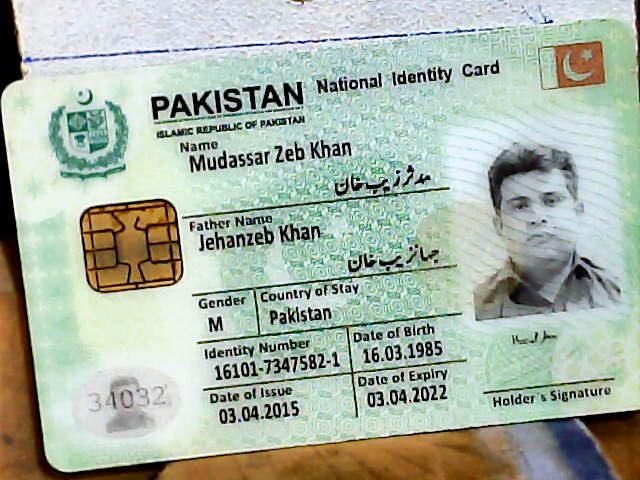 PAKISTAN National Identity Card
ISLAMIC REPUBLIC OF PAKISTAN
Name
Mudassar Zeb Khan
مدثر زیب خان
Father Name
Jehanzeb Khan
جہانزیب خان
Gender Country of Stay
M Pakistan
Identity Number Date of Birth
16101-7347582-1 16.03.1985
Date of Issue Date of Expiry
03.04.2015 03.04.2022
34032
Holder's Signature